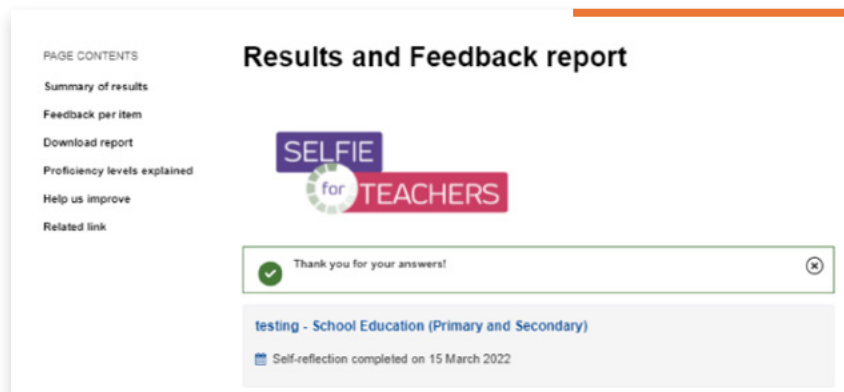 PAGE CONTENTS
Summary of results
Feedback per item
Download report
Proficiency levels explained
Help us improve
Related link
Results and Feedback report
SELFIE
for
TEACHERS
Thank you for your answers!
testing - School Education (Primary and Secondary)
Self-reflection completed on 15 March 2022